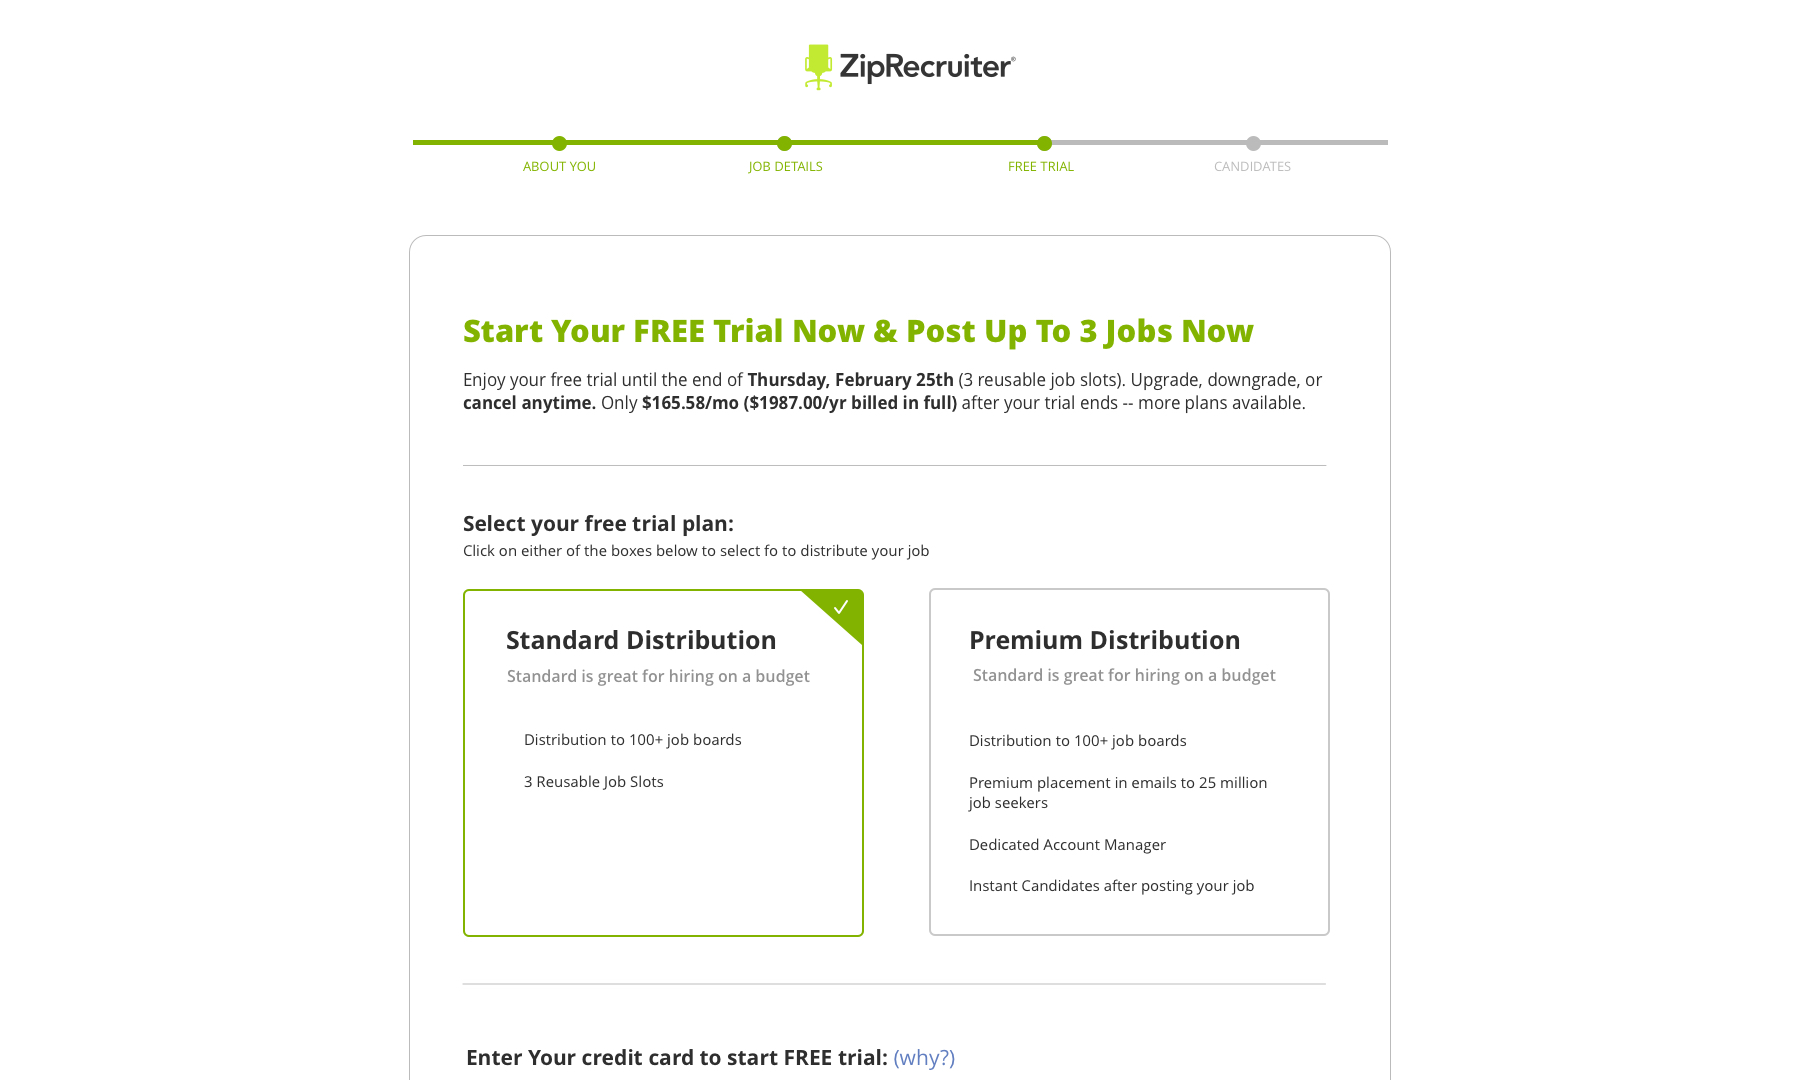 ZipRecruiter®
ABOUT YOU
JOB DETAILS
FREE TRIAL
CANDIDATES
Start Your FREE Trial Now & Post Up To 3 Jobs Now
Enjoy your free trial until the end of Thursday, February 25th (3 reusable job slots). Upgrade, downgrade, or
cancel anytime. Only $165.58/mo ($1987.00/yr billed in full) after your trial ends -- more plans available.
Select your free trial plan:
Click on either of the boxes below to select fo to distribute your job
Standard Distribution
Standard is great for hiring on a budget
Distribution to 100+ job boards
3 Reusable Job Slots
Premium Distribution
Standard is great for hiring on a budget
Distribution to 100+ job boards
Premium placement in emails to 25 million
job seekers
Dedicated Account Manager
Instant Candidates after posting your job
Enter Your credit card to start FREE trial: (why?)